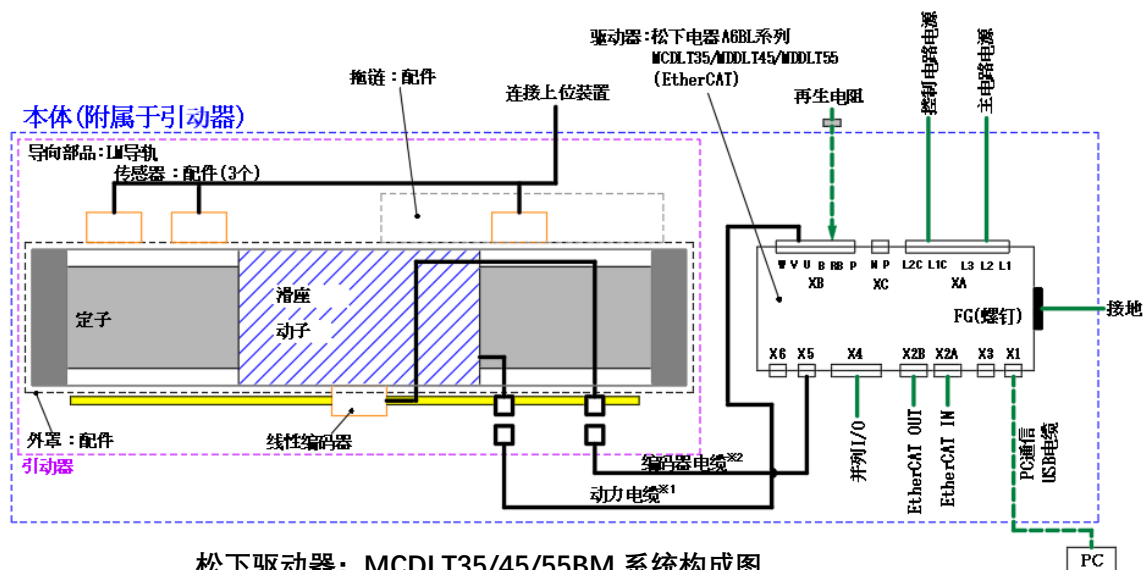 驱动器:松下电器A6BL系列
MCDLT35/MDDLT45/MDDLT55
(EtherCAT)
控制电路电源
主电路电源
拖链：配件
连接上位装置
再生电阻
本体(附属于引动器)
导向部品:LM导轨
传感器：配件(3个)
W V U B RB P
N P
L2C L1C L3 L2 L1
XB
XC
XA
滑座
动子
定子
FG(螺钉)
接地
X6 X5 X4 X2B X2A X3 X1
外罩：配件
线性编码器
引动器
编码器电缆※2
动力电缆※1
并列I/O
EtherCAT OUT
EtherCAT IN
PC通信
USB电缆
松下驱动器：MCDLT35/45/55BM 系统构成图
PC